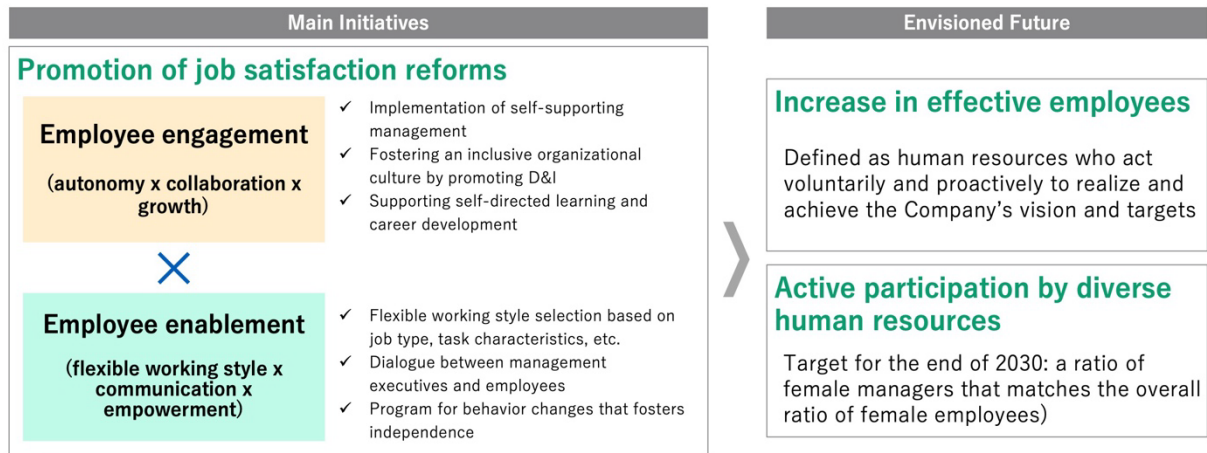 Main Initiatives
Promotion of job satisfaction reforms
Employee engagement
(autonomy x collaboration x
growth)
✓ Implementation of self-supporting
management
✓ Fostering an inclusive organizational
culture by promoting D&I
✓ Supporting self-directed learning and
career development
×
Employee enablement
(flexible working style x
communication x
empowerment)
✓ Flexible working style selection based on
job type, task characteristics, etc.
✓ Dialogue between management
executives and employees
✓ Program for behavior changes that fosters
independence
Envisioned Future
Increase in effective employees
Defined as human resources who act
voluntarily and proactively to realize and
achieve the Company’s vision and targets
Active participation by diverse
human resources
Target for the end of 2030: a ratio of
female managers that matches the overall
ratio of female employees)